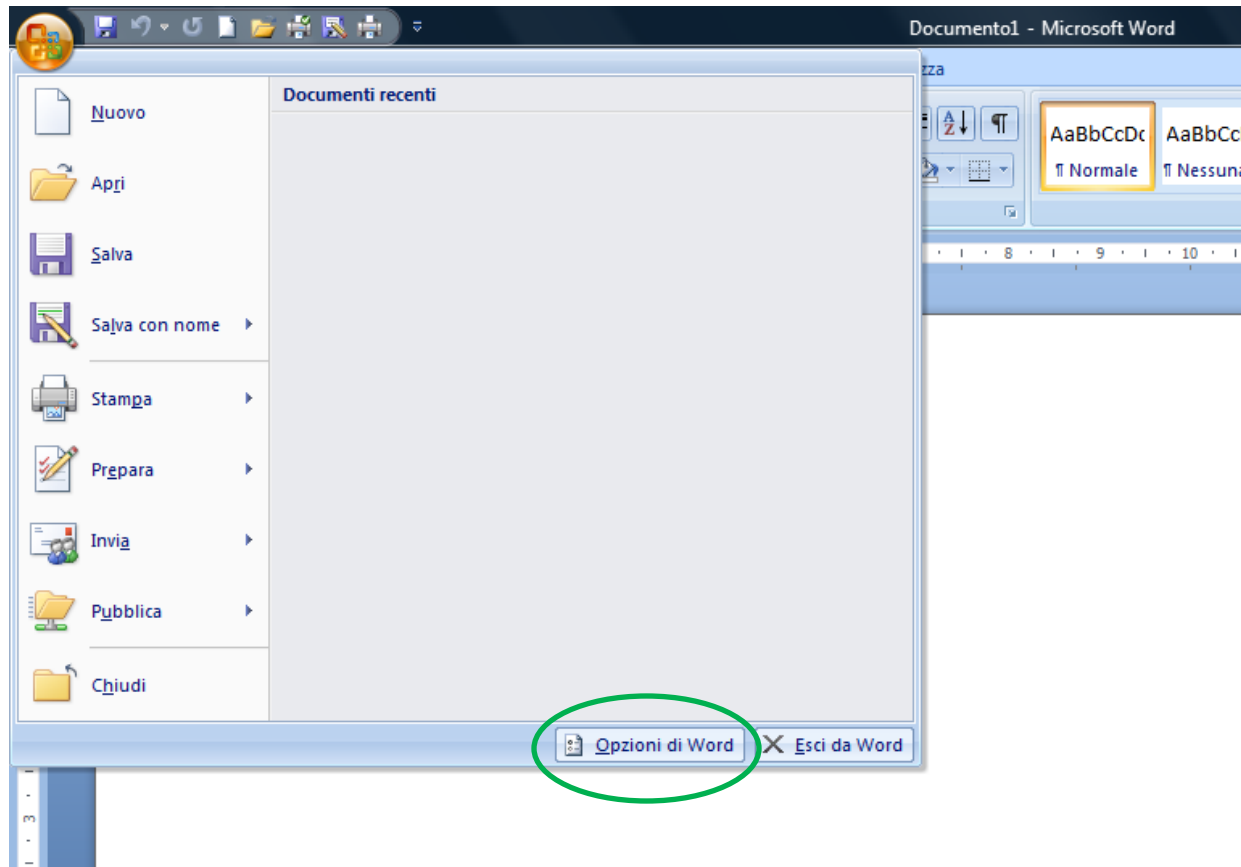 Documento1 - Microsoft Word
zza
Documenti recenti
Nuovo
Apri
Salva
Salva con nome
Stampa
Prepara
Invia
Pubblica
Chiudi
AaBbCcDc AaBbCc
¶ Normale ¶ Nessuna
8 9 10
Opzioni di Word Esci da Word
3